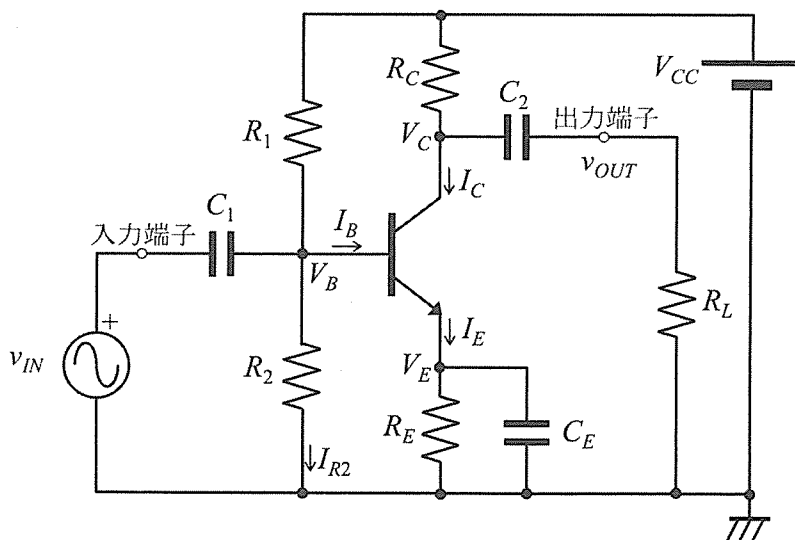 R_C
V_CC
C_2
R_1
V_C
出力端子
v_OUT
I_C
C_1
入力端子
I_B
V_B
R_L
+
v_IN
I_E
R_2
V_E
R_E
C_E
I_R2